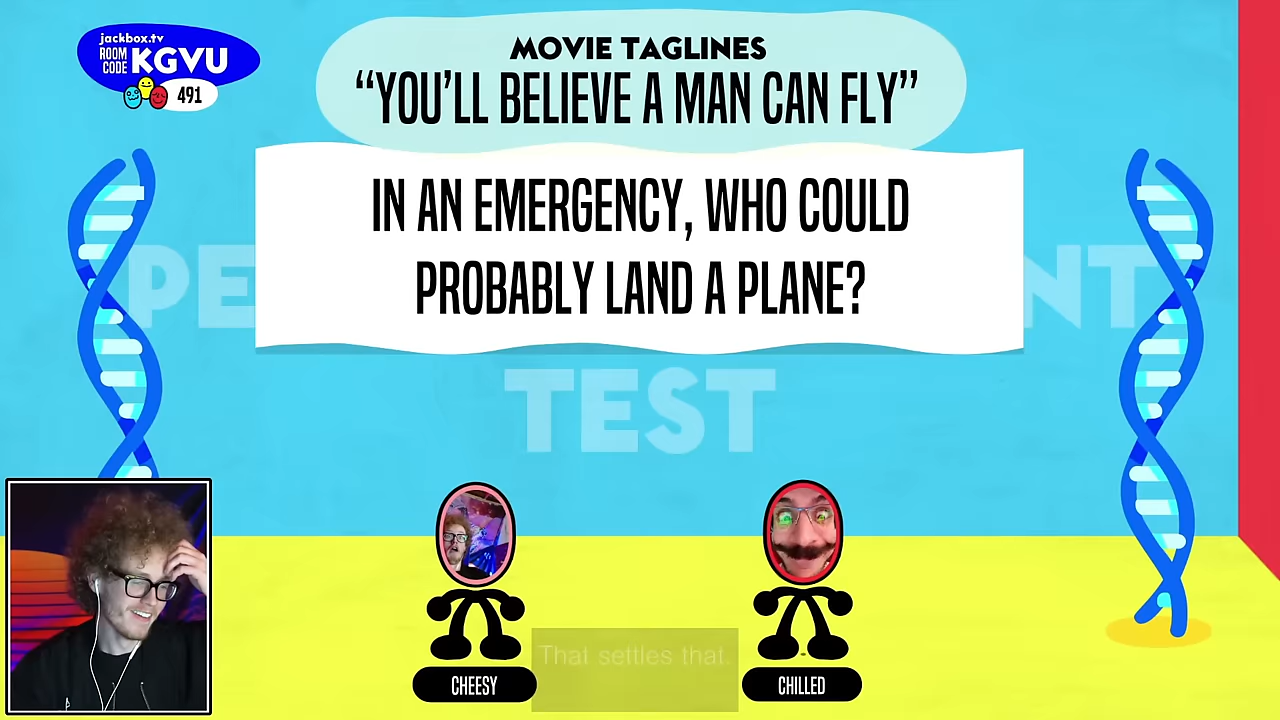 jackbox.tv
ROOM
CODE
KGVU
491
MOVIE TAGLINES
“YOU’LL BELIEVE A MAN CAN FLY”
IN AN EMERGENCY, WHO COULD
PROBABLY LAND A PLANE?
TEST
That settles that.
CHEESY
CHILLED